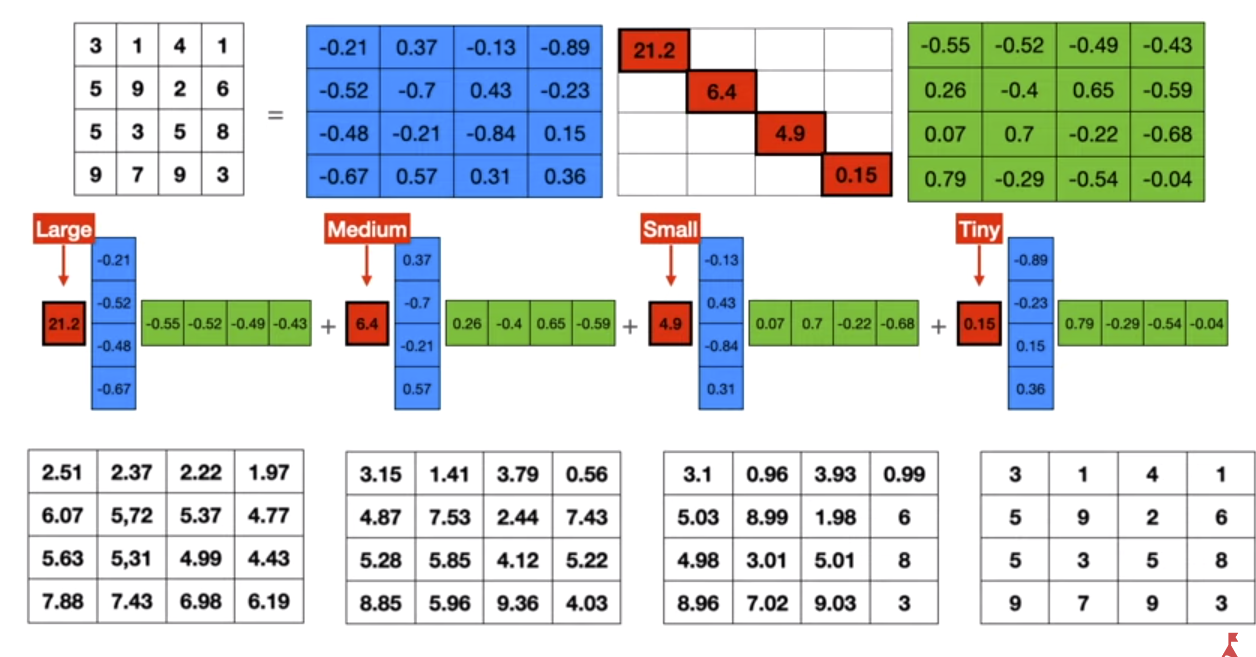 3 1 4 1 -0.21 0.37 -0.13 -0.89 21.2 -0.55 -0.52 -0.49 -0.43
5 9 2 6 = -0.52 -0.7 0.43 -0.23 6.4 0.26 -0.4 0.65 -0.59
5 3 5 8 -0.48 -0.21 -0.84 0.15 4.9 0.07 0.7 -0.22 -0.68
9 7 9 3 -0.67 0.57 0.31 0.36 0.15 0.79 -0.29 -0.54 -0.04
Large Medium Small Tiny
-0.21 0.37 -0.13 -0.89
-0.52 -0.7 0.43 -0.23
21.2 -0.55 -0.52 -0.49 -0.43 + 6.4 0.26 -0.4 0.65 -0.59 + 4.9 0.07 0.7 -0.22 -0.68 + 0.15 0.79 -0.29 -0.54 -0.04
-0.48 -0.21 -0.84 0.15
-0.67 0.57 0.31 0.36
2.51 2.37 2.22 1.97 3.15 1.41 3.79 0.56 3.1 0.96 3.93 0.99 3 1 4 1
6.07 5,72 5.37 4.77 4.87 7.53 2.44 7.43 5.03 8.99 1.98 6 5 9 2 6
5.63 5,31 4.99 4.43 5.28 5.85 4.12 5.22 4.98 3.01 5.01 8 5 3 5 8
7.88 7.43 6.98 6.19 8.85 5.96 9.36 4.03 8.96 7.02 9.03 3 9 7 9 3